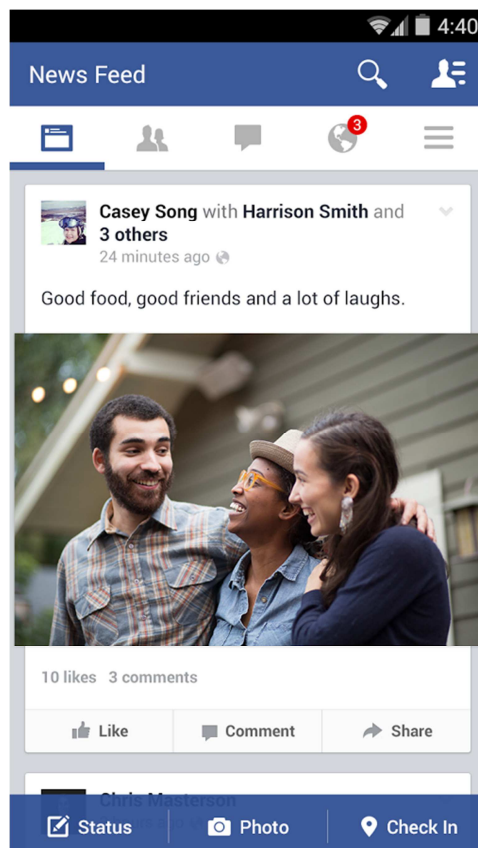 4:40
News Feed
3
Casey Song with Harrison Smith and
3 others
24 minutes ago
Good food, good friends and a lot of laughs.
10 likes 3 comments
Like Comment Share
Chris Masterson
Status Photo Check In